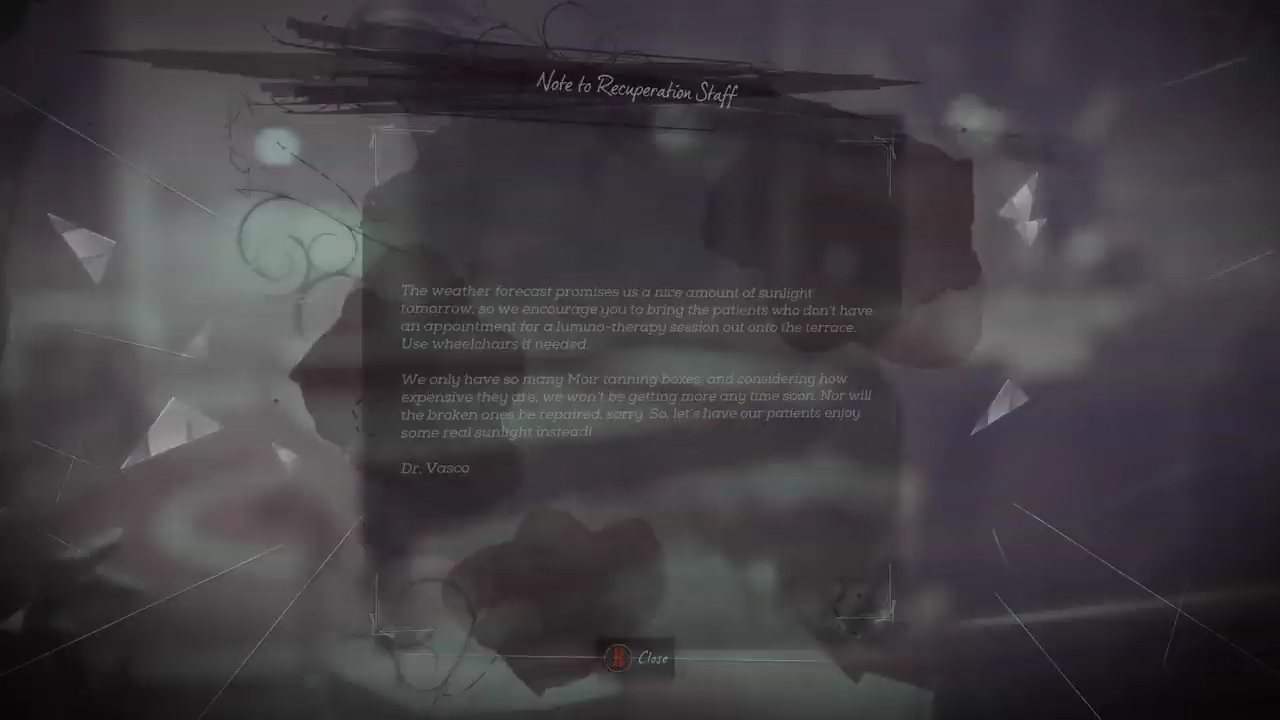 Note to Recuperation Staff
The weather forecast promises us a nice amount of sunlight
tomorrow, so we encourage you to bring the patients who don't have
an appointment for a lumino-therapy session out onto the terrace.
Use wheelchairs if needed.
We only have so many Moir tanning boxes, and considering how
expensive they are, we won't be getting more any time soon. Nor will
the broken ones be repaired, sorry. So, let's have our patients enjoy
some real sunlight instead!
Dr. Vasco
Close